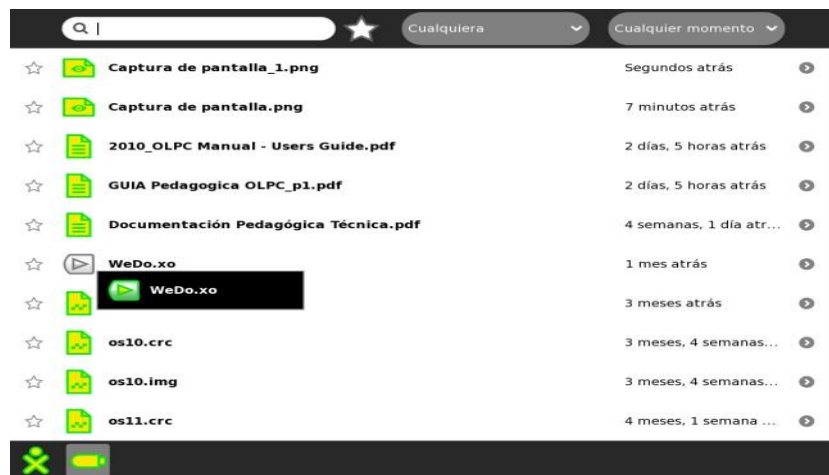 Cualquiera
Cualquier momento
Captura de pantalla_1.png Segundos atrás
Captura de pantalla.png 7 minutos atrás
2010_OLPC Manual - Users Guide.pdf 2 días, 5 horas atrás
GUIA Pedagogica OLPC_p1.pdf 2 días, 5 horas atrás
Documentación Pedagógica Técnica.pdf 4 semanas, 1 día atr...
WeDo.xo 1 mes atrás
WeDo.xo
3 meses atrás
os10.crc 3 meses, 4 semanas...
os10.img 3 meses, 4 semanas...
os11.crc 4 meses, 1 semana ...